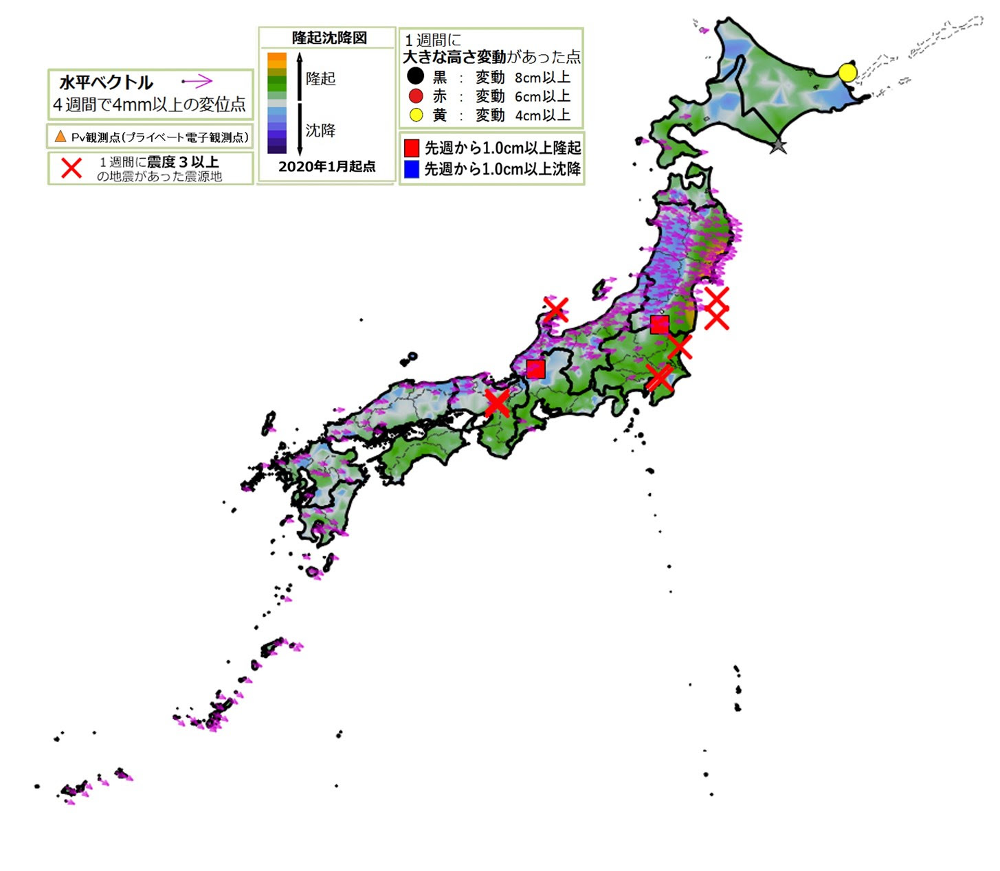 水平ベクトル
４週間で4mm以上の変位点
Pv観測点(プライベート電子観測点)
１週間に震度３以上
の地震があった震源地
隆起沈降図
隆起
沈降
2020年1月起点
１週間に
大きな高さ変動があった点
黒 ： 変動 8cm以上
赤 ： 変動 6cm以上
黄 ： 変動 4cm以上
先週から1.0cm以上隆起
先週から1.0cm以上沈降